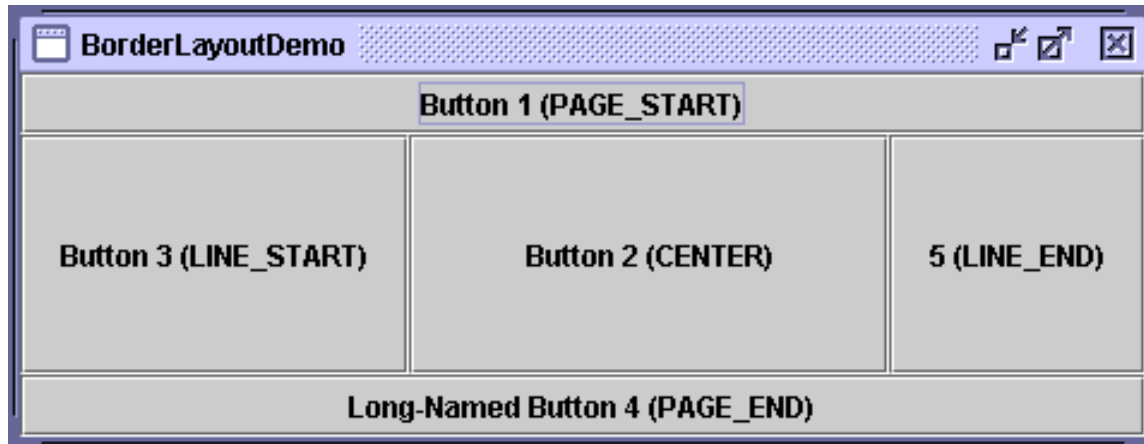 BorderLayoutDemo
Button 1 (PAGE_START)
Button 3 (LINE_START)
Button 2 (CENTER)
5 (LINE_END)
Long-Named Button 4 (PAGE_END)